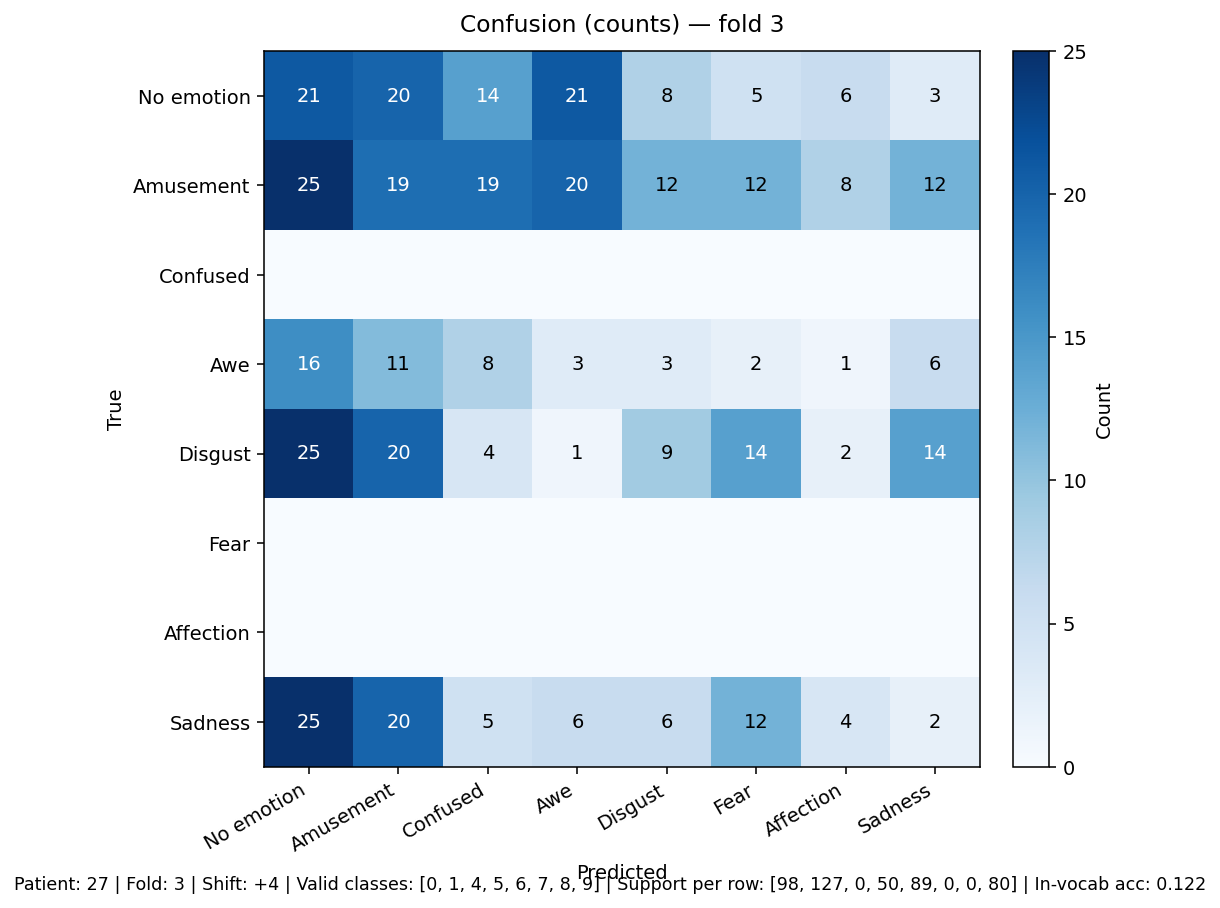 Confusion (counts) — fold 3
No emotion 21 20 14 21 8 5 6 3
Amusement 25 19 19 20 12 12 8 12
Confused
Awe 16 11 8 3 3 2 1 6
Disgust 25 20 4 1 9 14 2 14
Fear
Affection
Sadness 25 20 5 6 6 12 4 2
True
No emotion Amusement Confused Awe Disgust Fear Affection Sadness
Predicted
25
20
15
10
5
0
Count
Patient: 27 | Fold: 3 | Shift: +4 | Valid classes: [0, 1, 4, 5, 6, 7, 8, 9] | Support per row: [98, 127, 0, 50, 89, 0, 0, 80] | In-vocab acc: 0.122